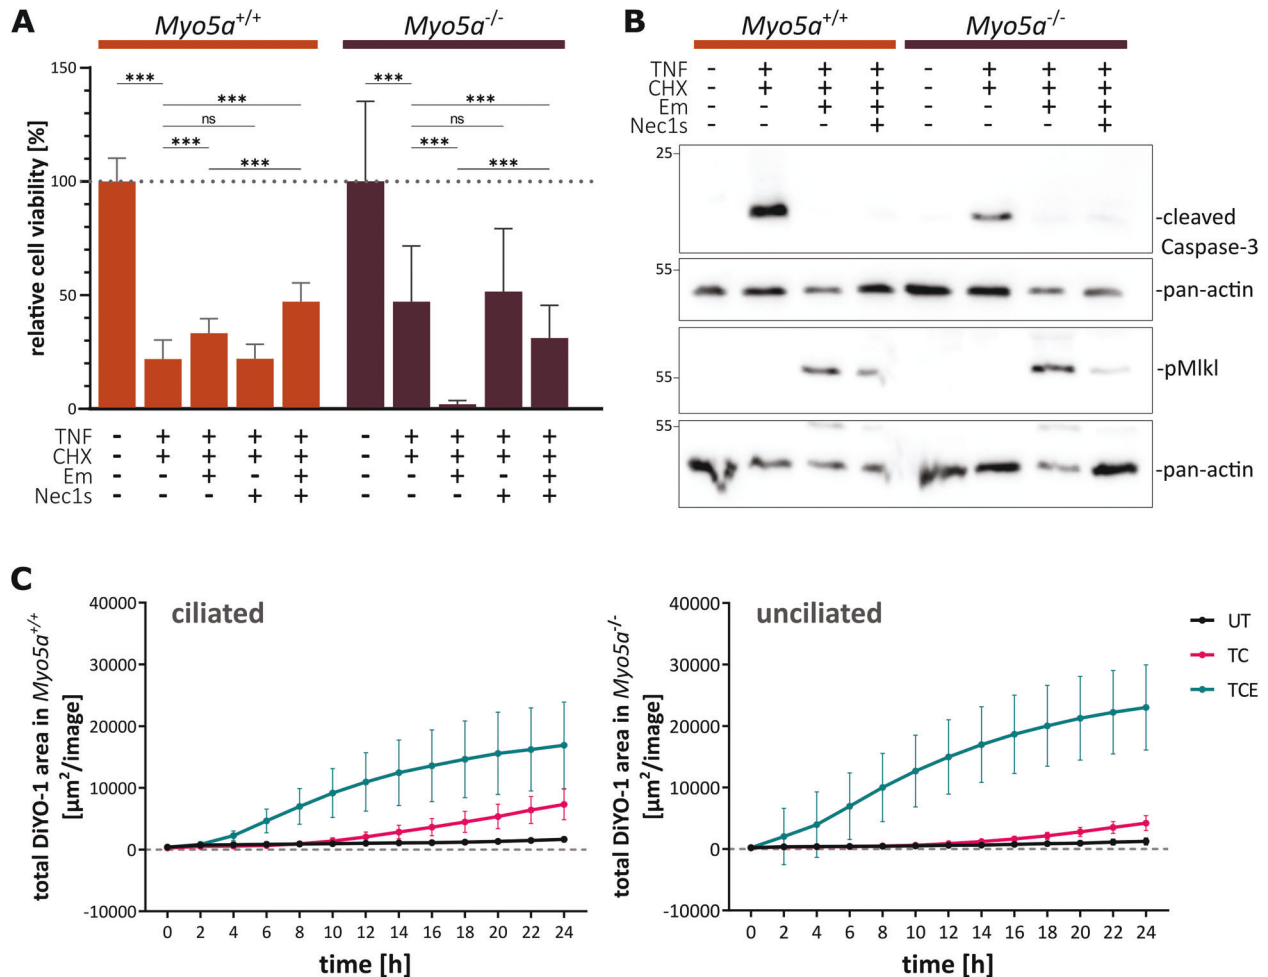 A
Myo5a+/+
Myo5a-/-
relative cell viability [%]
150
100
50
0
*** *** *** ns *** ***
*** *** *** ns *** ***
TNF - + + + + - + + + +
CHX - + + + + - + + + +
Em - - + - + - - + - +
Nec1s - - - + + - - - + +
B
Myo5a+/+
Myo5a-/-
TNF - + + + - + + +
CHX - + + + - + + +
Em - - + + - - + +
Nec1s - - - + - - - +
25
-cleaved
Caspase-3
55
-pan-actin
55
-pMlkl
55
-pan-actin
C
total DiYO-1 area in Myo5a+/+
[µm²/image]
40000
30000
20000
10000
0
-10000
ciliated
0 2 4 6 8 10 12 14 16 18 20 22 24
time [h]
total DiYO-1 area in Myo5a-/-
[µm²/image]
40000
30000
20000
10000
0
-10000
unciliated
0 2 4 6 8 10 12 14 16 18 20 22 24
time [h]
UT
TC
TCE